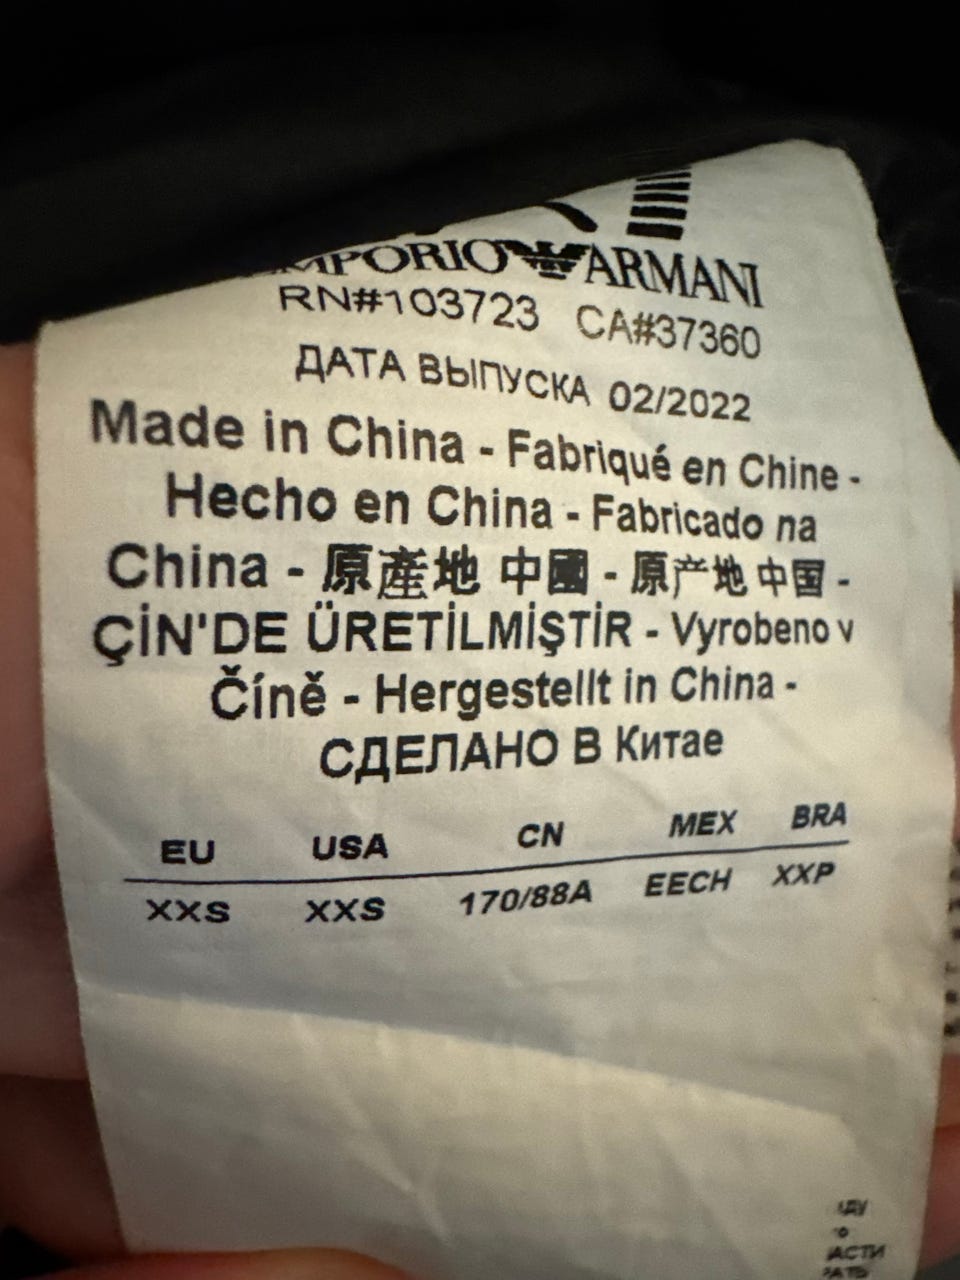 EMPORIO ARMANI
RN#103723 CA#37360
ДАТА ВЫПУСКА 02/2022
Made in China - Fabriqué en Chine -
Hecho en China - Fabricado na
China - 原產地 中國 - 原产地 中国 -
ÇİN'DE ÜRETİLMİŞTİR - Vyrobeno v
Číně - Hergestellt in China -
СДЕЛАНО В Китае
EU USA CN MEX BRA
XXS XXS 170/88A EECH XXP